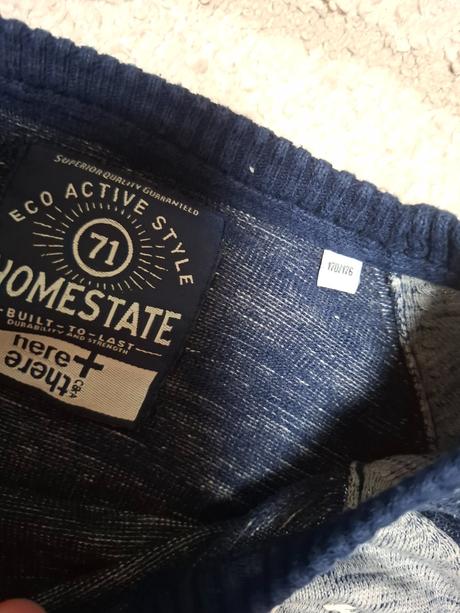 SUPERIOR QUALITY GUARANTEED
ECO ACTIVE STYLE
71
HOMESTATE
BUILT-TO-LAST
DURABILITY AND STRENGTH
here+
there
C&A
170/176